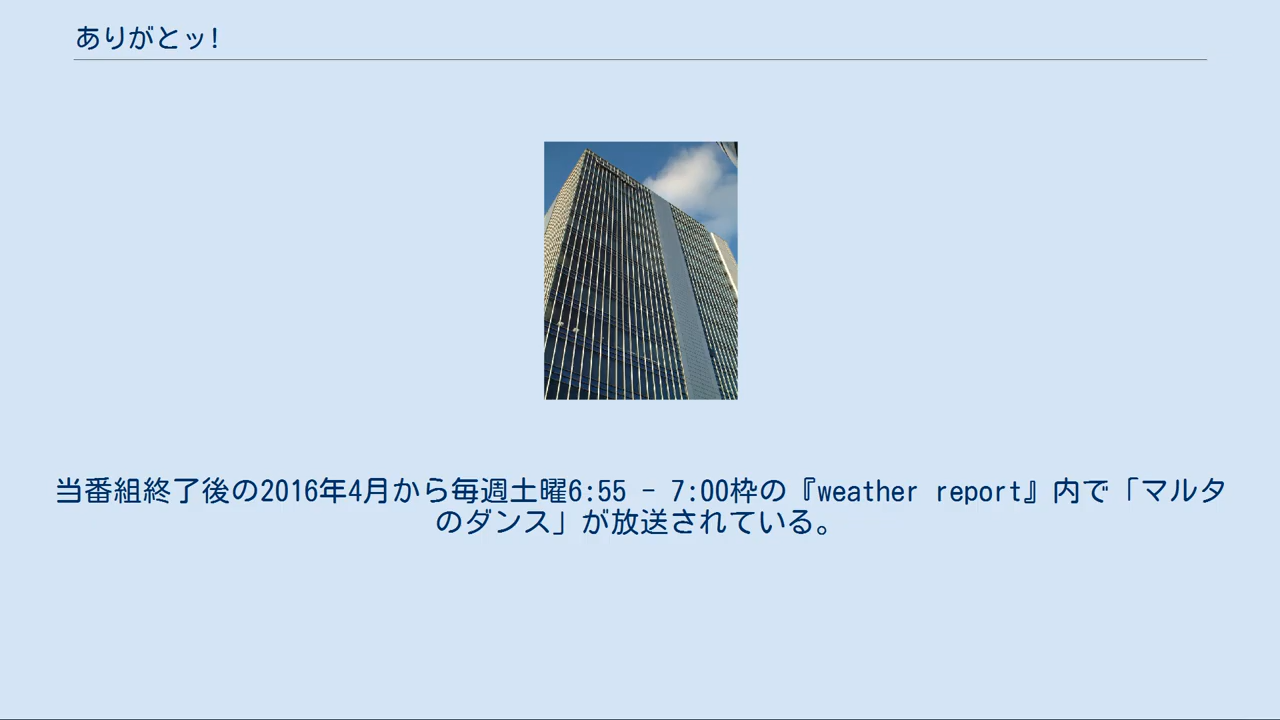 ありがとッ!
当番組終了後の2016年4月から毎週土曜6:55 - 7:00枠の『weather report』内で「マルタ
のダンス」が放送されている。